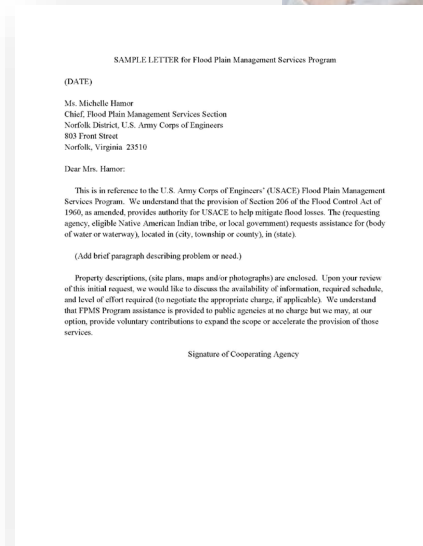 SAMPLE LETTER for Flood Plain Management Services Program
(DATE)
Ms. Michelle Hamor
Chief, Flood Plain Management Services Section
Norfolk District, U.S. Army Corps of Engineers
803 Front Street
Norfolk, Virginia 23510
Dear Mrs. Hamor:
This is in reference to the U.S. Army Corps of Engineers' (USACE) Flood Plain Management
Services Program. We understand that the provision of Section 206 of the Flood Control Act of
1960, as amended, provides authority for USACE to help mitigate flood losses. The (requesting
agency, eligible Native American Indian tribe, or local government) requests assistance for (body
of water or waterway), located in (city, township or county), in (state).
(Add brief paragraph describing problem or need.)
Property descriptions, (site plans, maps and/or photographs) are enclosed. Upon your review
of this initial request, we would like to discuss the availability of information, required schedule,
and level of effort required (to negotiate the appropriate charge, if applicable). We understand
that FPMS Program assistance is provided to public agencies at no charge but we may, at our
option, provide voluntary contributions to expand the scope or accelerate the provision of those
services.
Signature of Cooperating Agency